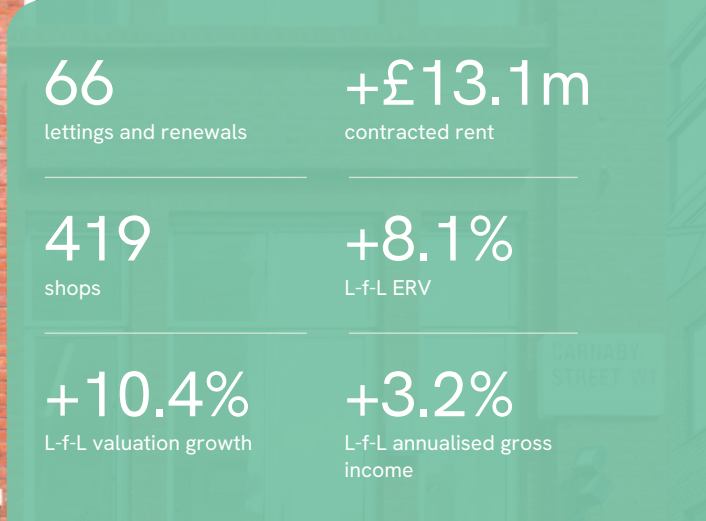 66
lettings and renewals
+£13.1m
contracted rent
419
shops
+8.1%
L-f-L ERV
+10.4%
L-f-L valuation growth
+3.2%
L-f-L annualised gross
income
CARNABY
STREET W1